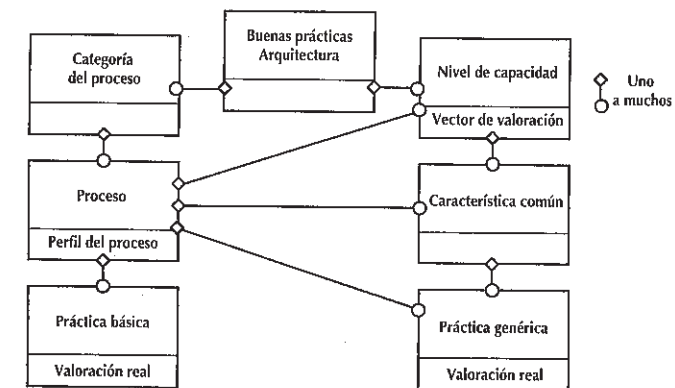 Buenas prácticas
Arquitectura
Categoría
del proceso
Nivel de capacidad
Vector de valoración
Uno
a muchos
Proceso
Perfil del proceso
Característica común
Práctica básica
Valoración real
Práctica genérica
Valoración real